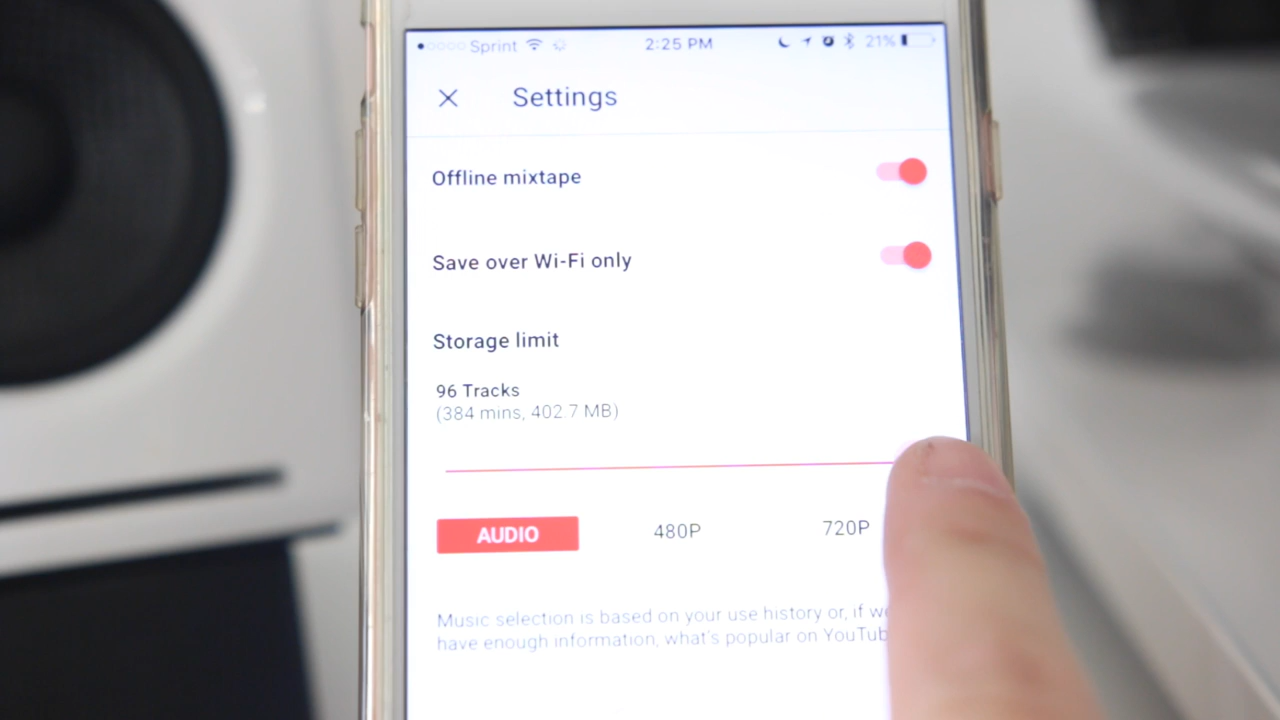 Sprint 2:25 PM 21%
Settings
Offline mixtape
Save over Wi-Fi only
Storage limit
96 Tracks
(384 mins, 402.7 MB)
AUDIO 480P 720P
Music selection is based on your use history or, if we
have enough information, what's popular on YouTub